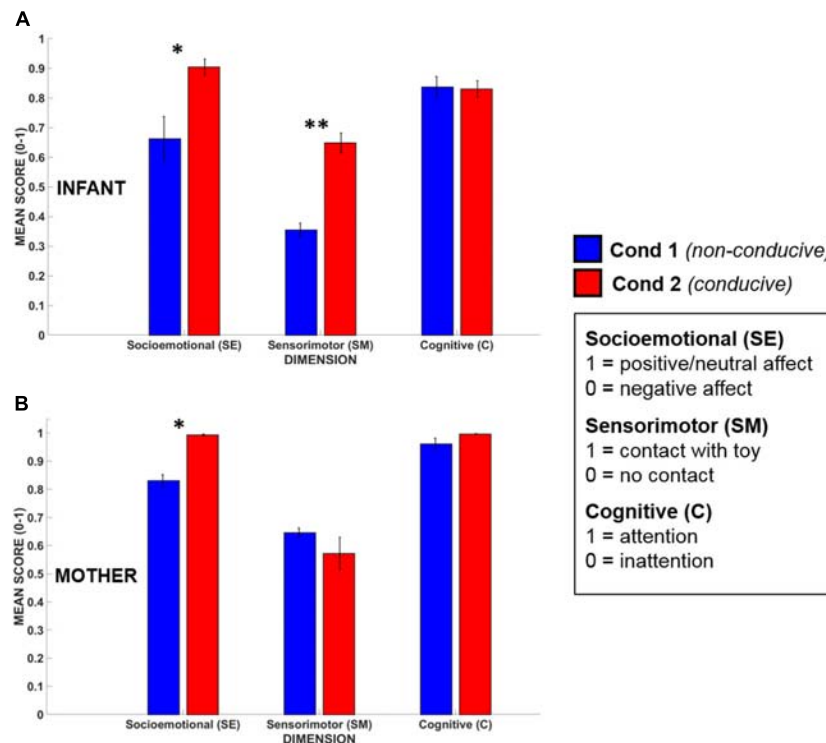 A
MEAN SCORE (0-1)
1
0.9
0.8
0.7
0.6
0.5
0.4
0.3
0.2
0.1
0
INFANT
*
**
Socioemotional (SE)
Sensorimotor (SM)
Cognitive (C)
DIMENSION
B
MEAN SCORE (0-1)
1
0.9
0.8
0.7
0.6
0.5
0.4
0.3
0.2
0.1
0
MOTHER
*
Socioemotional (SE)
Sensorimotor (SM)
Cognitive (C)
DIMENSION
Cond 1 (non-conducive)
Cond 2 (conducive)
Socioemotional (SE)
1 = positive/neutral affect
0 = negative affect
Sensorimotor (SM)
1 = contact with toy
0 = no contact
Cognitive (C)
1 = attention
0 = inattention